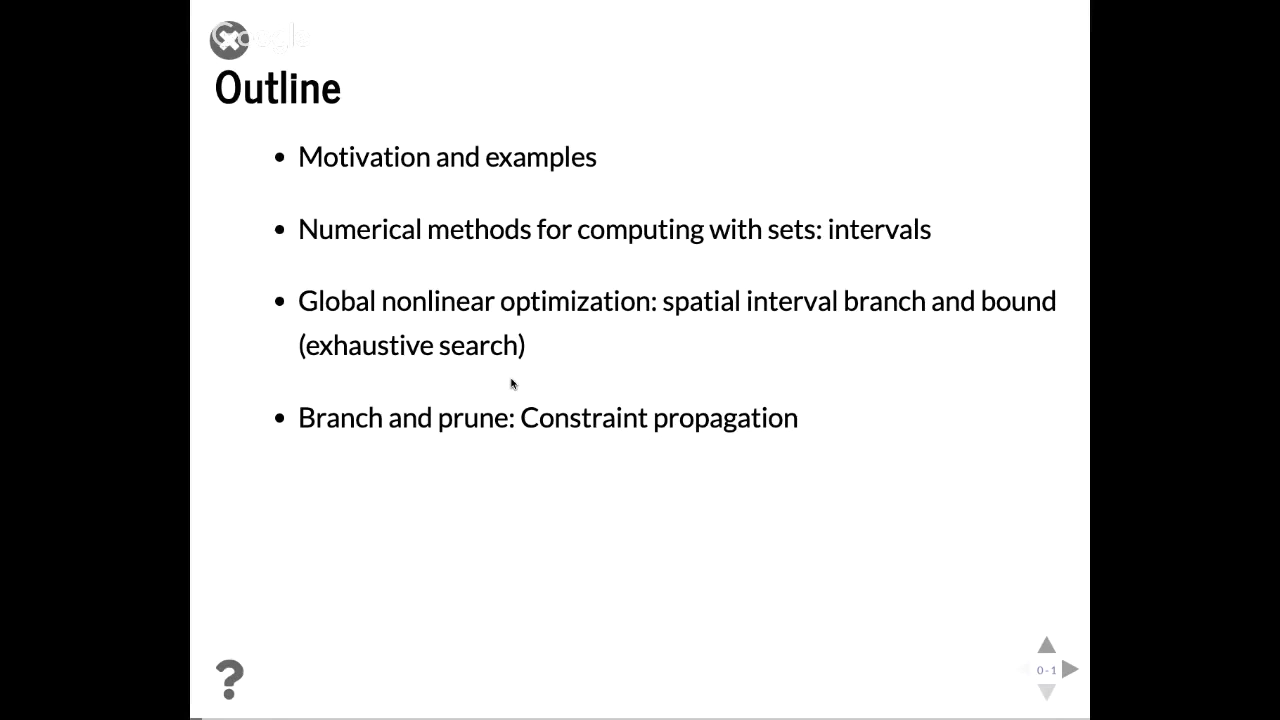 Google
Outline
Motivation and examples
Numerical methods for computing with sets: intervals
Global nonlinear optimization: spatial interval branch and bound
(exhaustive search)
Branch and prune: Constraint propagation
?
0-1